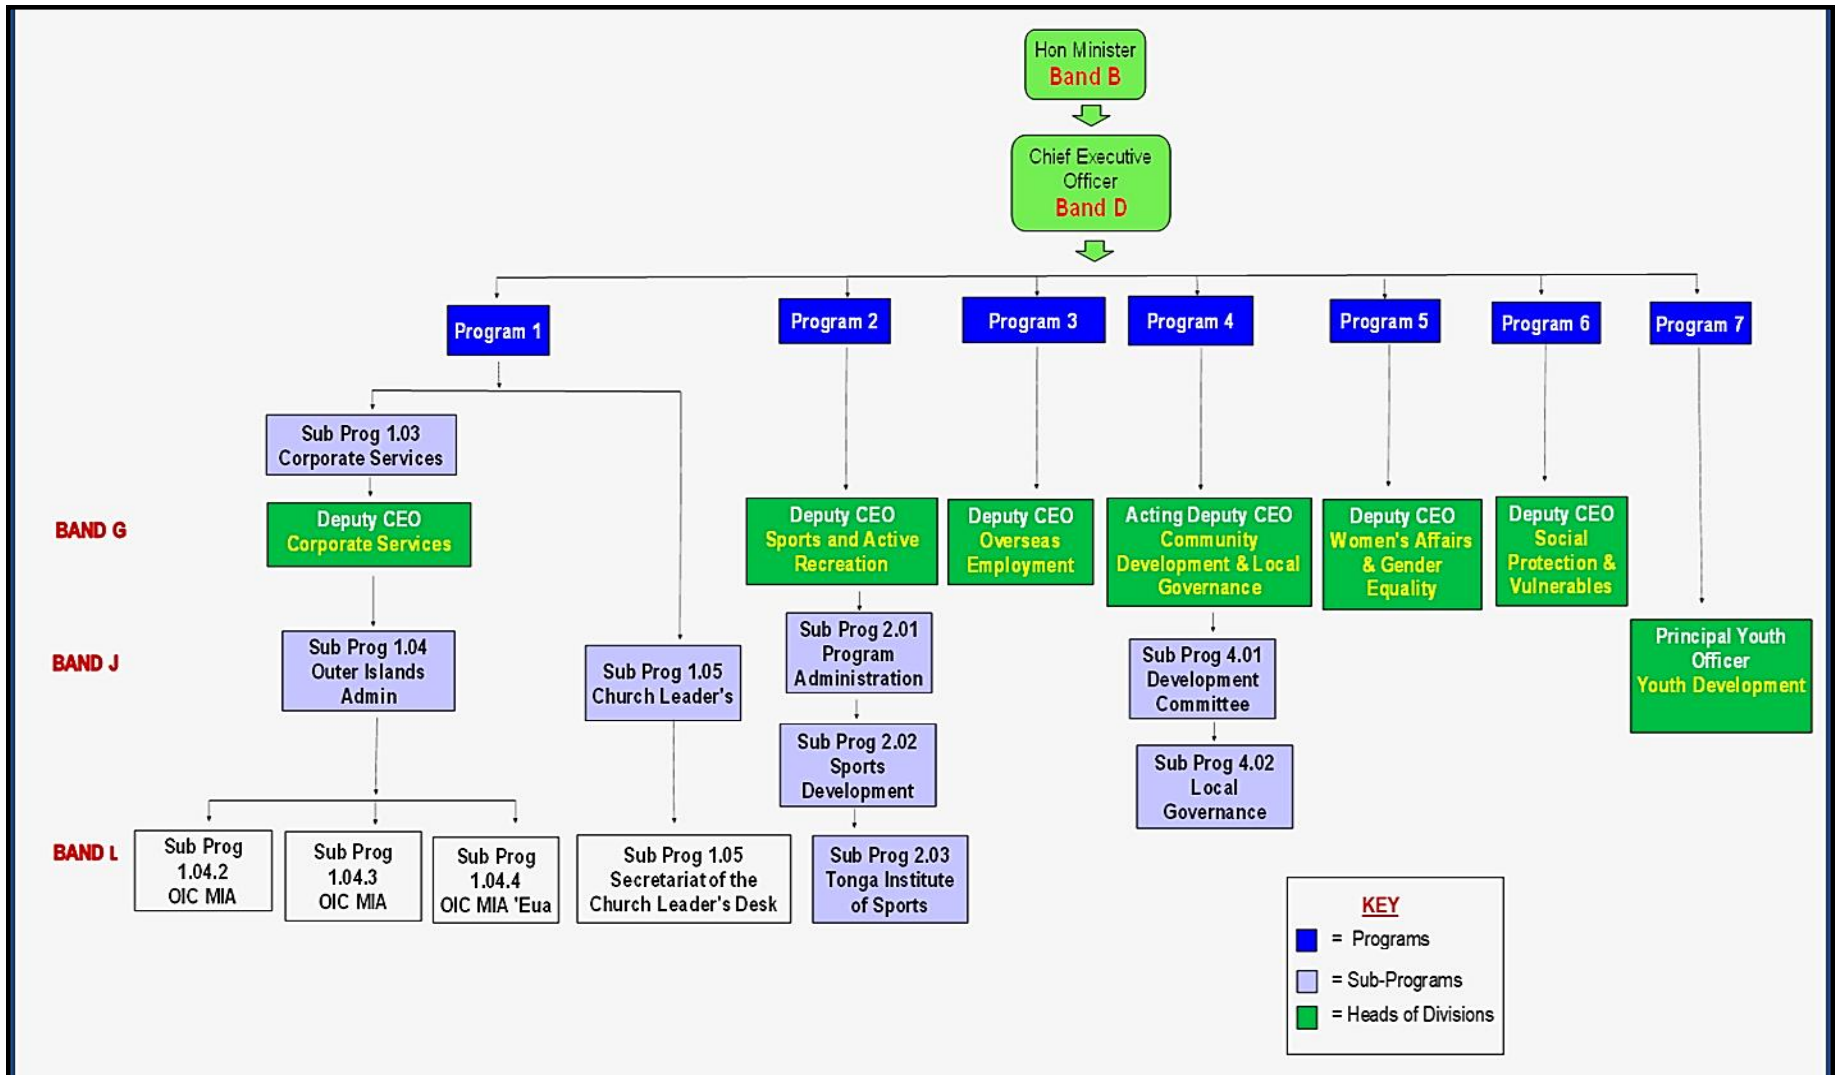 Hon Minister
Band B
Chief Executive
Officer
Band D
Program 1
Program 2
Program 3
Program 4
Program 5
Program 6
Program 7
Sub Prog 1.03
Corporate Services
BAND G
Deputy CEO
Corporate Services
Deputy CEO
Sports and Active
Recreation
Deputy CEO
Overseas
Employment
Acting Deputy CEO
Community
Development & Local
Governance
Deputy CEO
Women's Affairs
& Gender
Equality
Deputy CEO
Social
Protection &
Vulnerables
BAND J
Sub Prog 1.04
Outer Islands
Admin
Sub Prog 1.05
Church Leader's
Sub Prog 2.01
Program
Administration
Sub Prog 4.01
Development
Committee
Principal Youth
Officer
Youth Development
Sub Prog 2.02
Sports
Development
Sub Prog 4.02
Local
Governance
BAND L
Sub Prog
1.04.2
OIC MIA
Sub Prog
1.04.3
OIC MIA
Sub Prog
1.04.4
OIC MIA 'Eua
Sub Prog 1.05
Secretariat of the
Church Leader's Desk
Sub Prog 2.03
Tonga Institute
of Sports
KEY
= Programs
= Sub-Programs
= Heads of Divisions